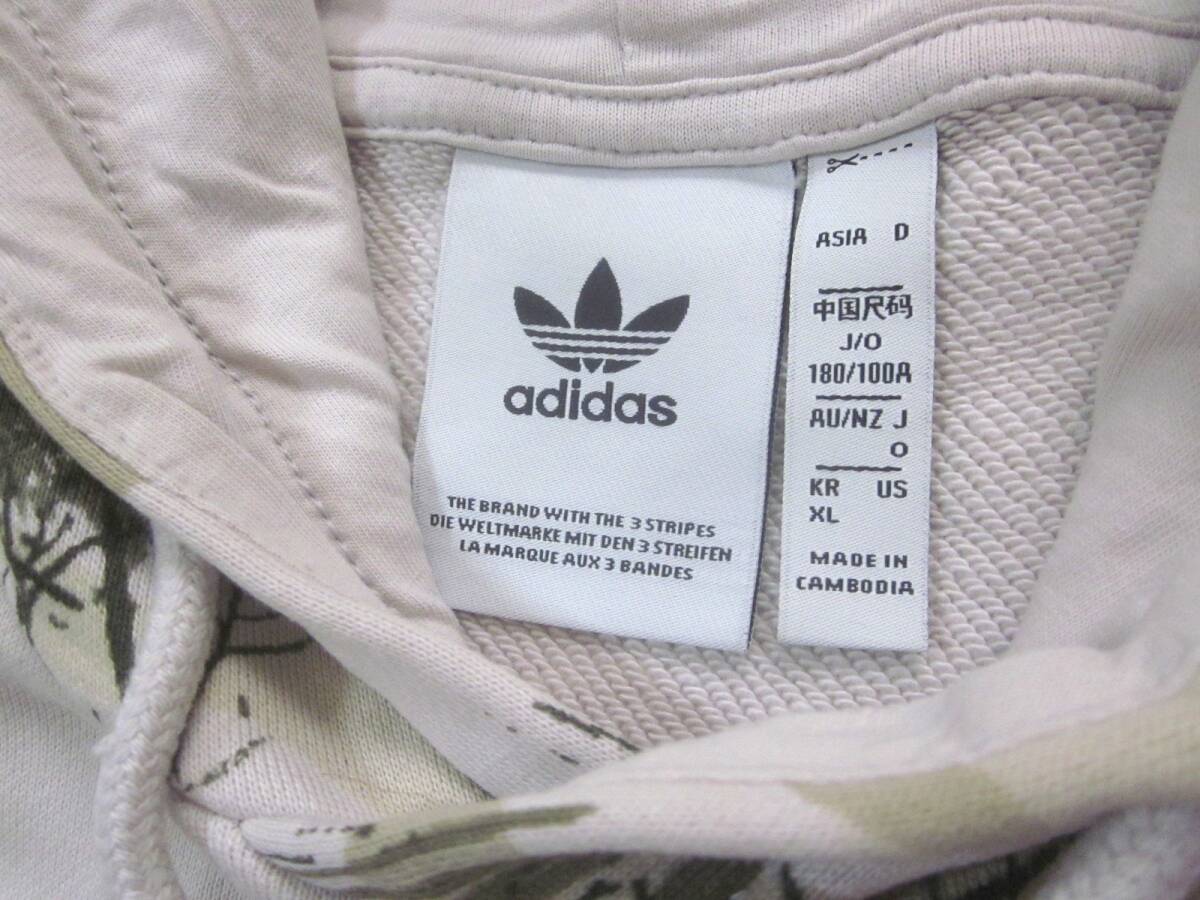 adidas
THE BRAND WITH THE 3 STRIPES
DIE WELTMARKE MIT DEN 3 STREIFEN
LA MARQUE AUX 3 BANDES
ASIA D
中国尺码
J/O
180/100A
AU/NZ J
O
KR US
XL
MADE IN
CAMBODIA